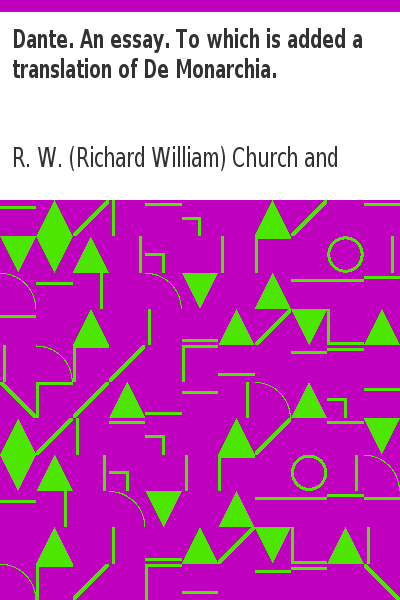 Dante. An essay. To which is added a
translation of De Monarchia.
R. W. (Richard William) Church and